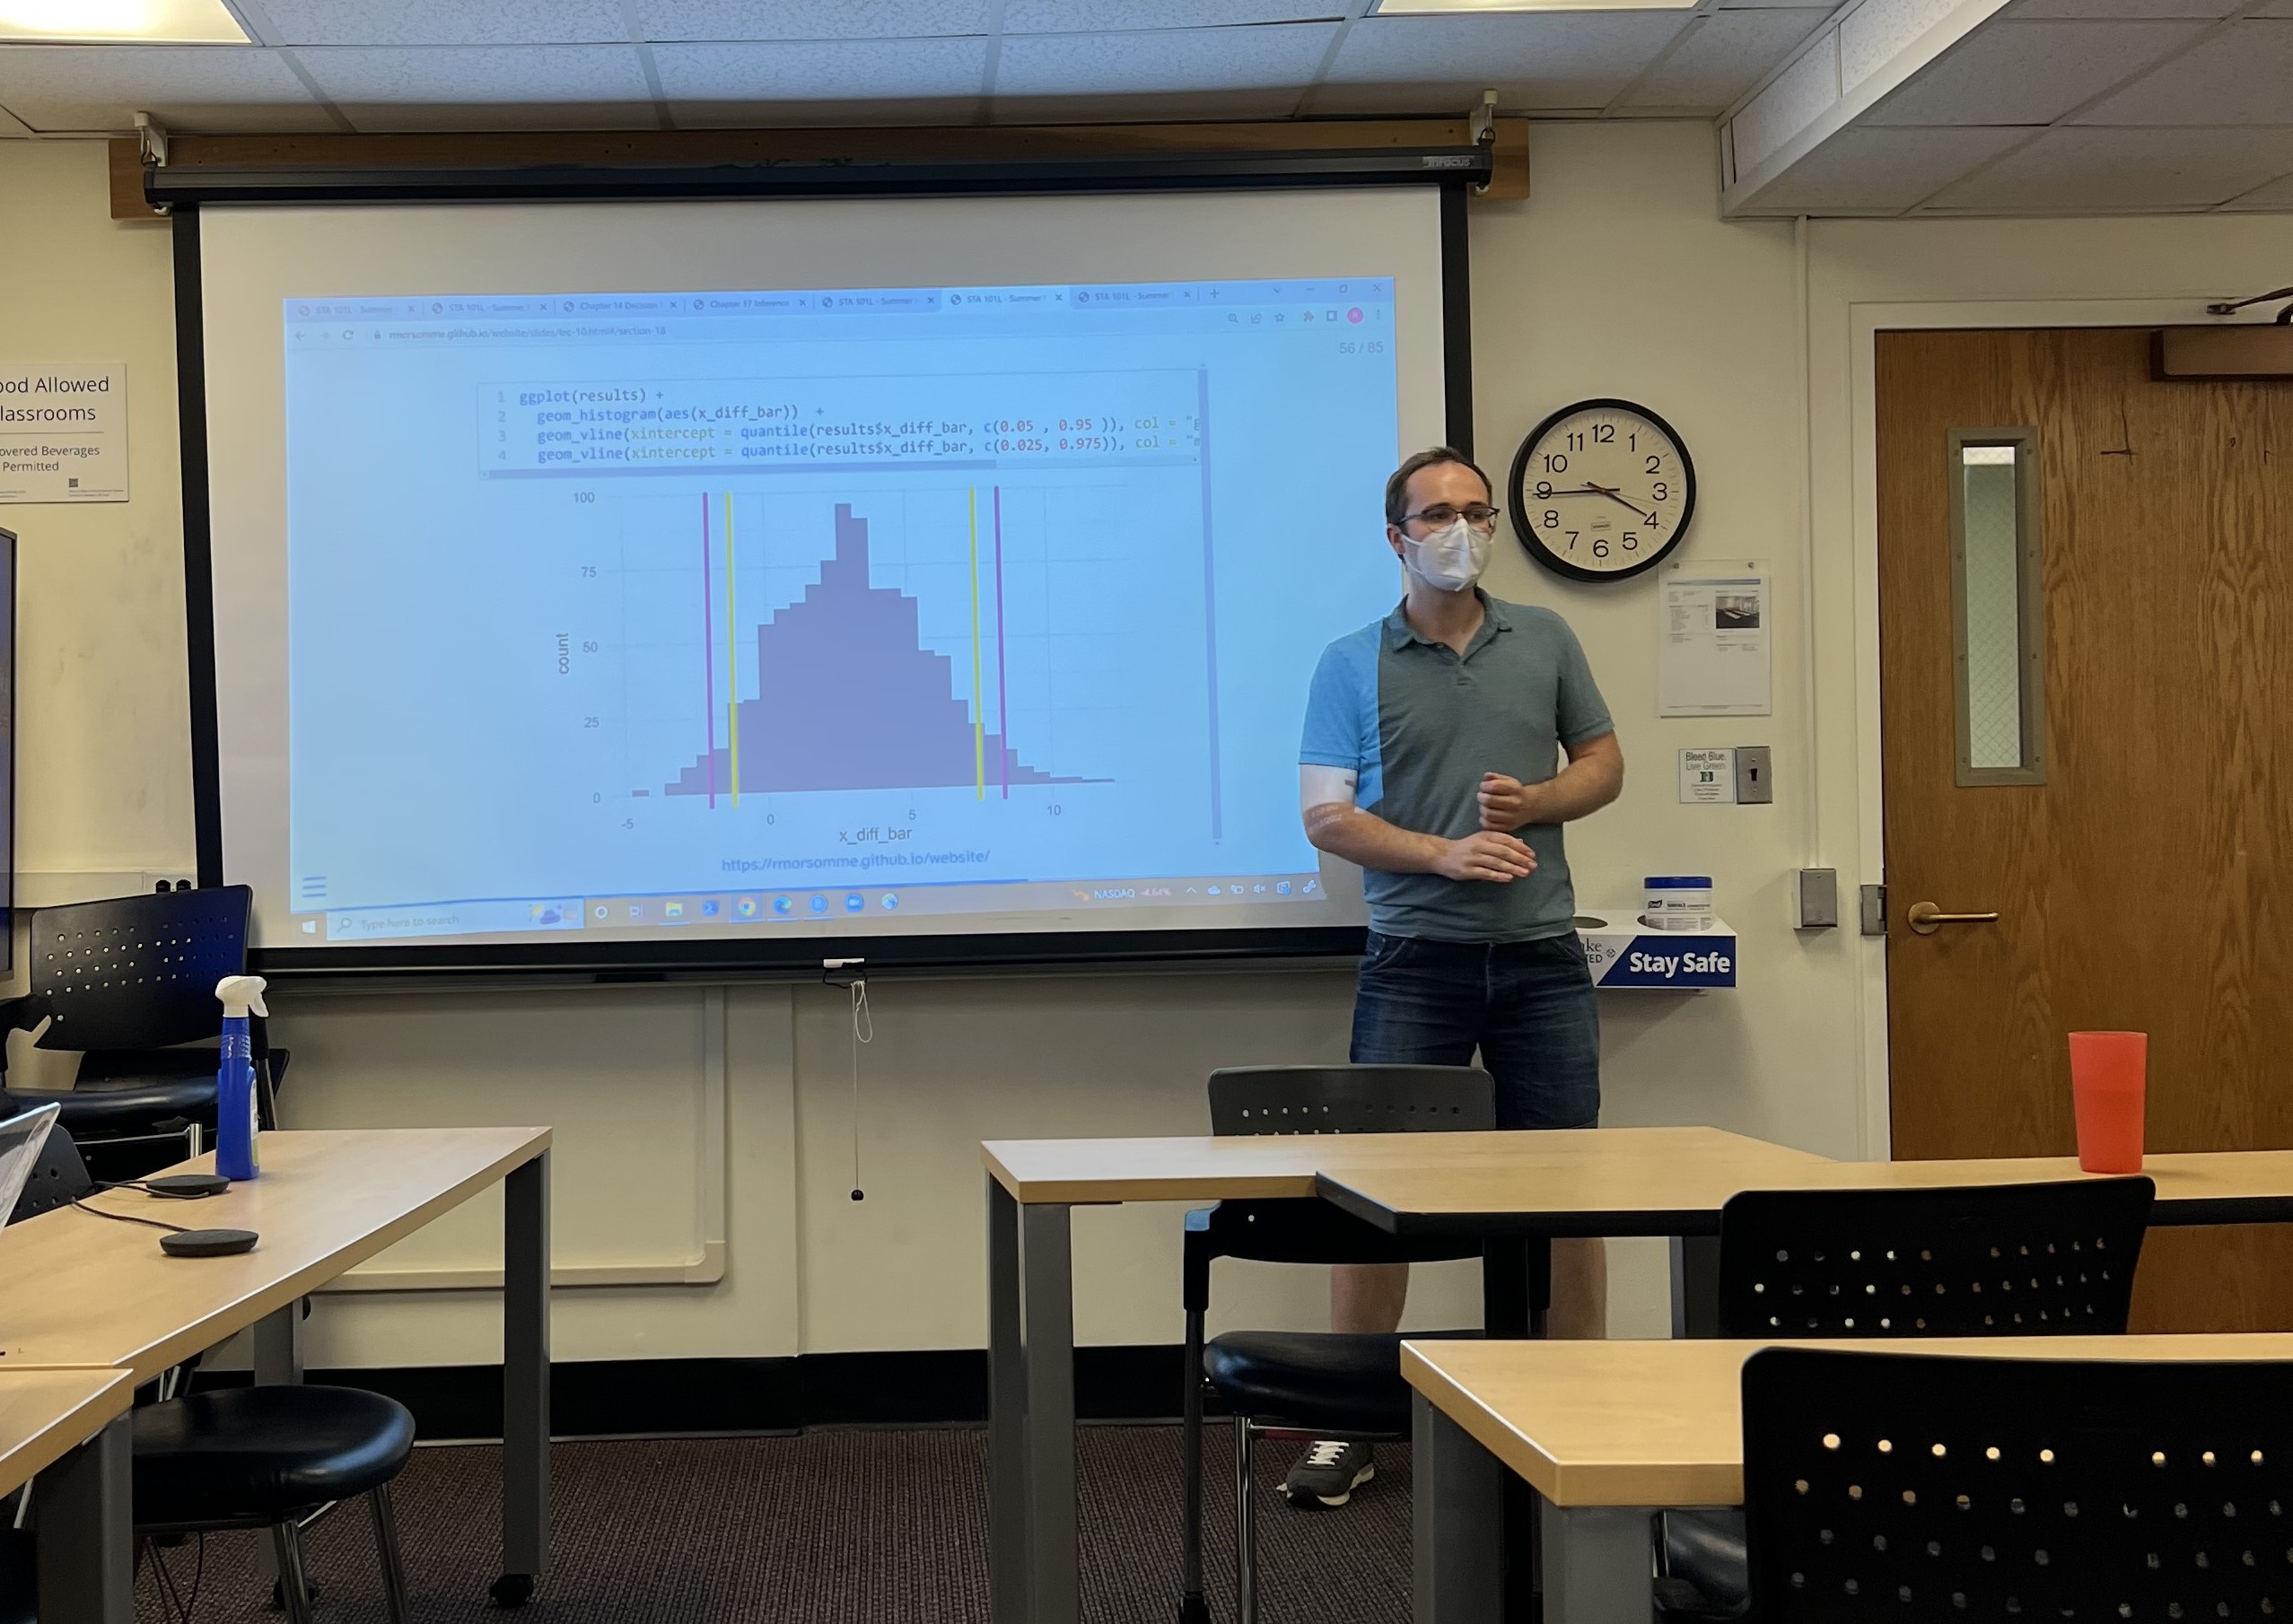 ood Allowed
lassrooms
overed Beverages
Permitted
InFocus
STA 101L - Summer
STA 101L - Summer
Chapter 14 Decision
Chapter 17 Inference
STA 101L - Summer
STA 101L - Summer
STA 101L - Summer
rmorsomme.github.io/website/slides/lec-10.html#/section-18
56 / 85
1 ggplot(results) +
2 geom_histogram(aes(x_diff_bar)) +
3 geom_vline(xintercept = quantile(results$x_diff_bar, c(0.05 , 0.95 )), col = "g
4 geom_vline(xintercept = quantile(results$x_diff_bar, c(0.025, 0.975)), col = "m
100
75
50
25
0
count
-5
0
5
10
x_diff_bar
https://rmorsomme.github.io/website/
Type here to search
NASDAQ -4.64%
12
1
2
3
4
5
6
7
8
9
10
11
Bleed Blue.
Live Green.
ke
ED
Stay Safe